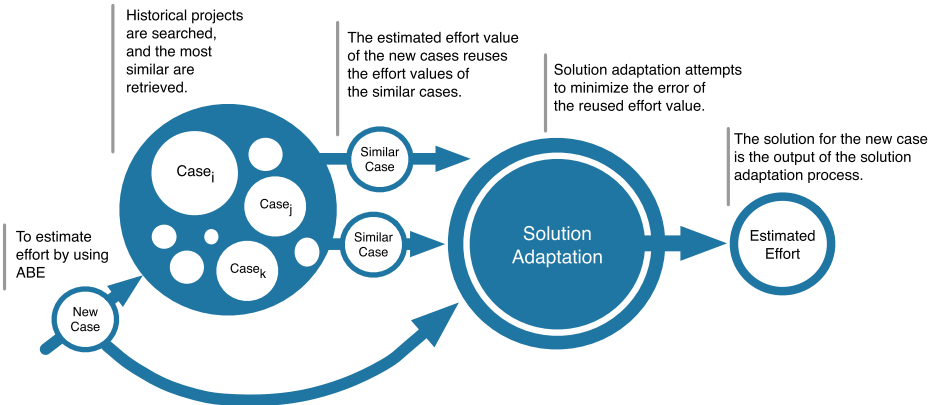 Historical projects
are searched,
and the most
similar are
retrieved.
The estimated effort value
of the new cases reuses
the effort values of
the similar cases.
Solution adaptation attempts
to minimize the error of
the reused effort value.
The solution for the new case
is the output of the solution
adaptation process.
To estimate
effort by using
ABE
New
Case
Caseᵢ
Caseⱼ
Caseₖ
Similar
Case
Similar
Case
Solution
Adaptation
Estimated
Effort